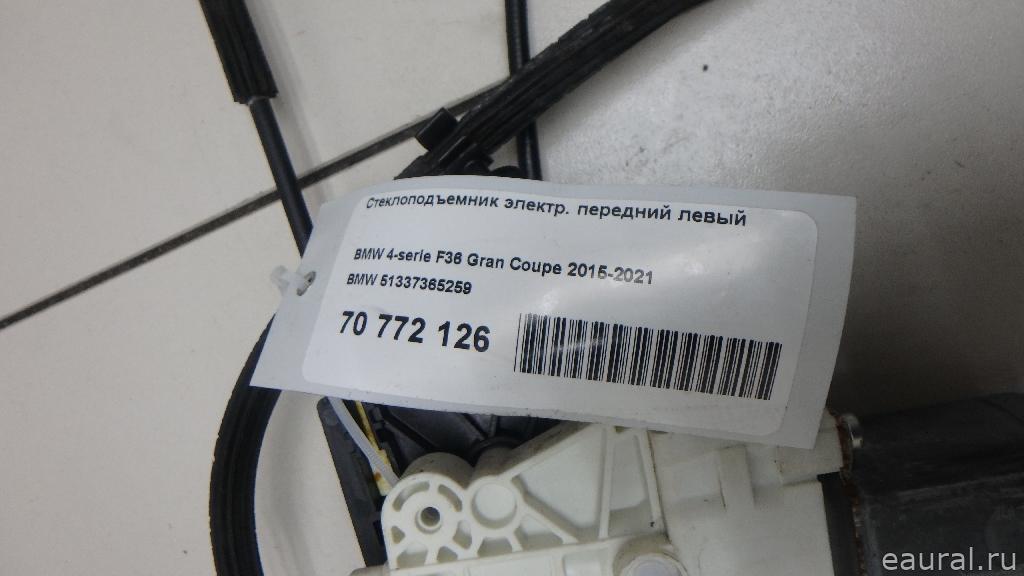 Стеклоподъемник электр. передний левый
BMW 4-serie F36 Gran Coupe 2015-2021
BMW 51337365259
70 772 126
eaural.ru